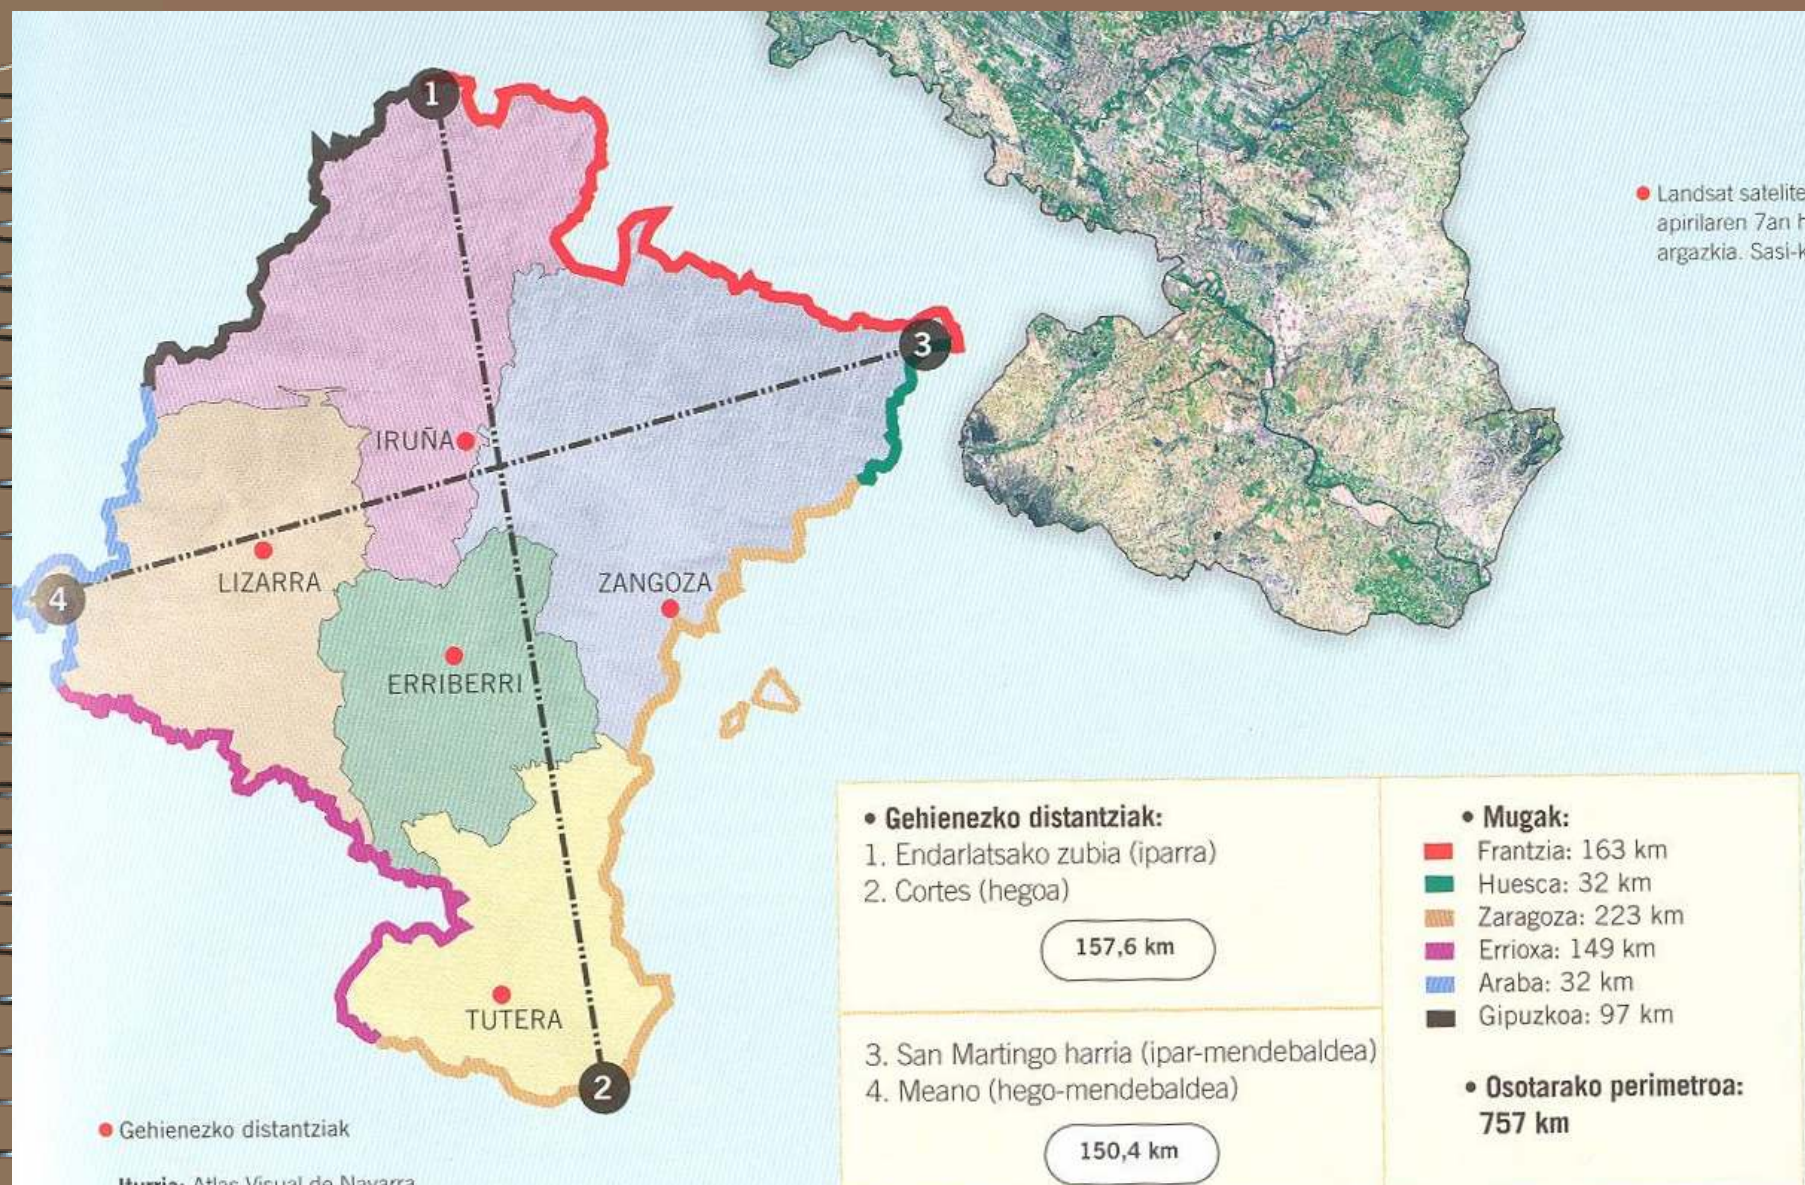 1
3
IRUÑA
4
LIZARRA
ZANGOZA
ERRIBERRI
TUTERA
2
Landsat satelite
apirilaren 7an
argazkia.
• Gehienezko distantziak:
1. Endarlatsako zubia (iparra)
2. Cortes (hegoa)
157,6 km
3. San Martingo harria (ipar-mendebaldea)
4. Meano (hego-mendebaldea)
150,4 km
• Mugak:
Frantzia: 163 km
Huesca: 32 km
Zaragoza: 223 km
Errioxa: 149 km
Araba: 32 km
Gipuzkoa: 97 km
• Osotarako perimetroa:
757 km
Gehienezko distantziak
Iturria: Atlas Visual de Navarra